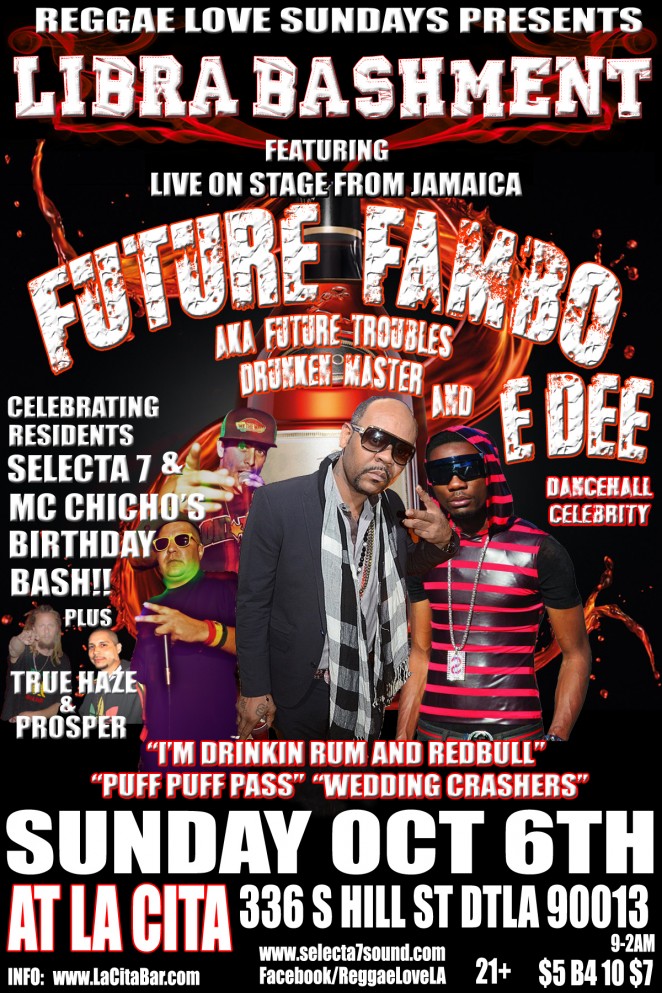 REGGAE LOVE SUNDAYS PRESENTS
LIBRA BASHMENT
FEATURING
LIVE ON STAGE FROM JAMAICA
FUTURE FAMBO
AKA FUTURE TROUBLES
DRUNKEN MASTER
AND
E DEE
DANCEHALL
CELEBRITY
CELEBRATING
RESIDENTS
SELECTA 7 &
MC CHICHO'S
BIRTHDAY
BASH!!
PLUS
TRUE HAZE
&
PROSPER
"I'M DRINKIN RUM AND REDBULL"
"PUFF PUFF PASS" "WEDDING CRASHERS"
SUNDAY OCT 6TH
AT LA CITA 336 S HILL ST DTLA 90013
9-2AM
www.selecta7sound.com
INFO: www.LaCitaBar.com Facebook/ReggaeLoveLA 21+ $5 B4 10 $7